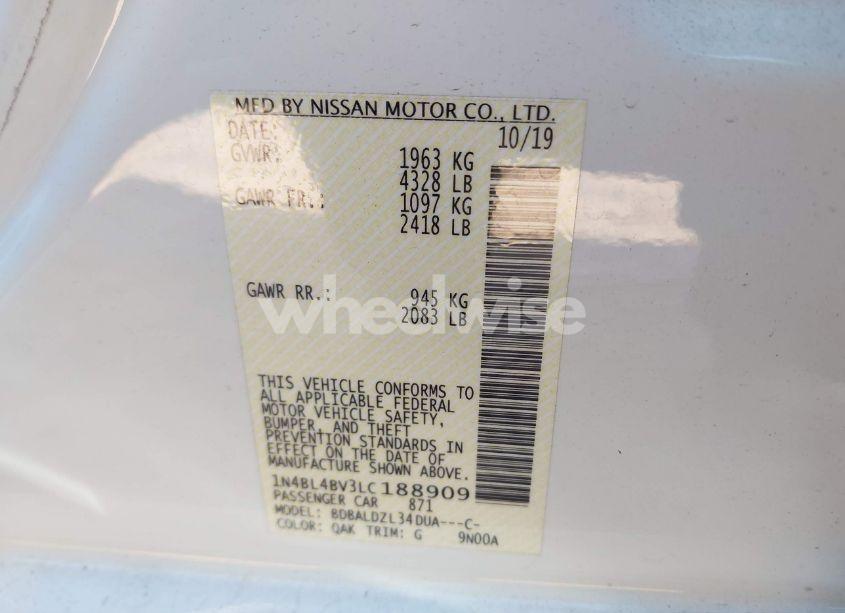 MFD BY NISSAN MOTOR CO., LTD.
DATE: 10/19
GVWR: 1963 KG
4328 LB
GAWR FR.: 1097 KG
2418 LB
GAWR RR.: 945 KG
2083 LB
wheelwise
THIS VEHICLE CONFORMS TO
ALL APPLICABLE FEDERAL
MOTOR VEHICLE SAFETY,
BUMPER, AND THEFT
PREVENTION STANDARDS IN
EFFECT ON THE DATE OF
MANUFACTURE SHOWN ABOVE.
1N4BL4BV3LC188909
PASSENGER CAR 871
MODEL: BDBALDZL34DUA---C-
COLOR: QAK TRIM: G 9N00A